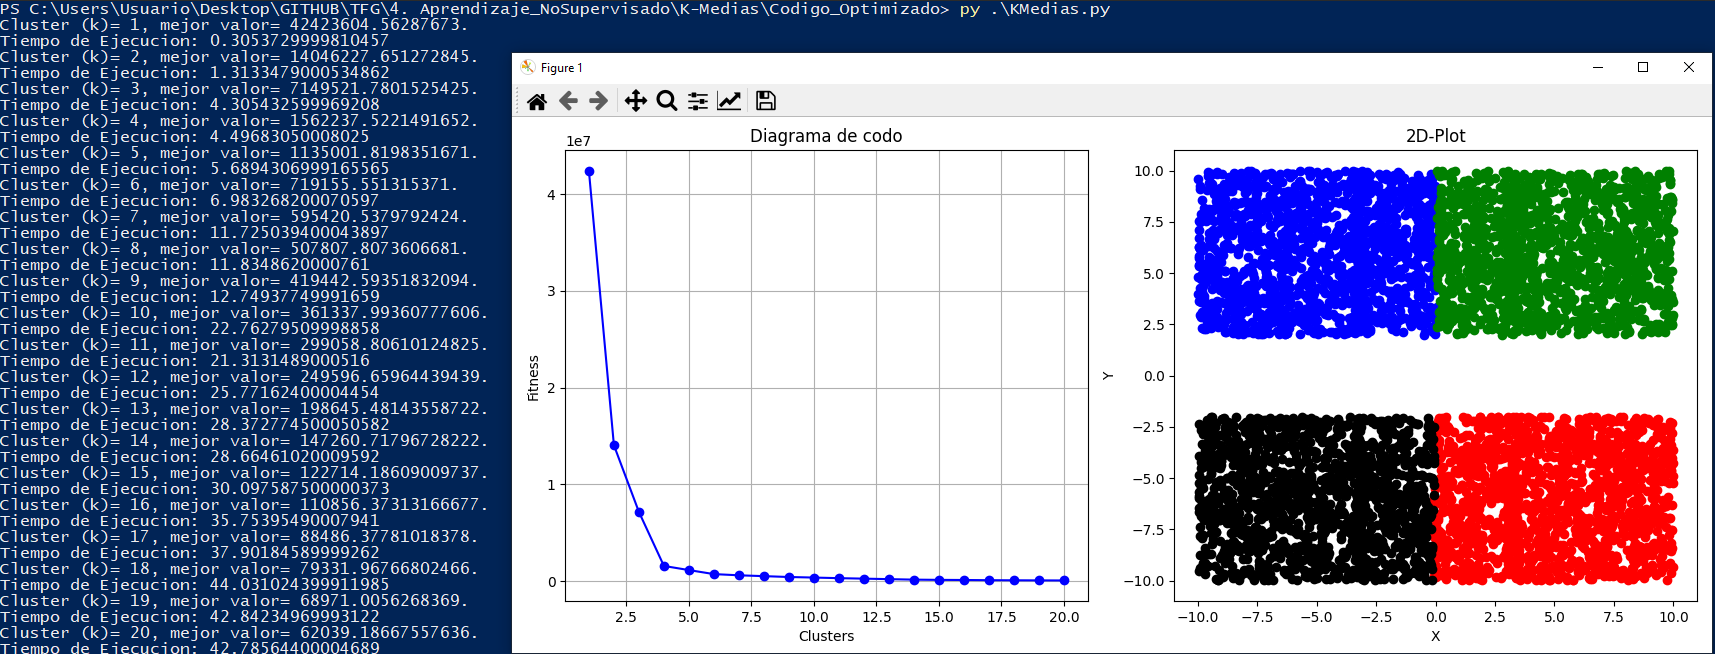 PS C:\Users\Usuario\Desktop\GITHUB\TFG\4. Aprendizaje_NoSupervisado\K-Medias\Codigo_Optimizado> py .\KMedias.py
Cluster (k)= 1, mejor valor= 42423604.56287673.
Tiempo de Ejecucion: 0.3053729999810457
Cluster (k)= 2, mejor valor= 14046227.651272845.
Tiempo de Ejecucion: 1.3133479000534862
Cluster (k)= 3, mejor valor= 7149521.7801525425.
Tiempo de Ejecucion: 4.305432599969208
Cluster (k)= 4, mejor valor= 1562237.5221491652.
Tiempo de Ejecucion: 4.49683050008025
Cluster (k)= 5, mejor valor= 1135001.8198351671.
Tiempo de Ejecucion: 5.6894306999165565
Cluster (k)= 6, mejor valor= 719155.551315371.
Tiempo de Ejecucion: 6.983268200070597
Cluster (k)= 7, mejor valor= 595420.5379792424.
Tiempo de Ejecucion: 11.725039400043897
Cluster (k)= 8, mejor valor= 507807.8073606681.
Tiempo de Ejecucion: 11.8348620000761
Cluster (k)= 9, mejor valor= 419442.59351832094.
Tiempo de Ejecucion: 12.74937749991659
Cluster (k)= 10, mejor valor= 361337.99360777606.
Tiempo de Ejecucion: 22.76279509998858
Cluster (k)= 11, mejor valor= 299058.80610124825.
Tiempo de Ejecucion: 21.3131489000516
Cluster (k)= 12, mejor valor= 249596.65964439439.
Tiempo de Ejecucion: 25.77162400004454
Cluster (k)= 13, mejor valor= 198645.48143558722.
Tiempo de Ejecucion: 28.372774500050582
Cluster (k)= 14, mejor valor= 147260.71796728222.
Tiempo de Ejecucion: 28.66461020009592
Cluster (k)= 15, mejor valor= 122714.18609009737.
Tiempo de Ejecucion: 30.097587500000373
Cluster (k)= 16, mejor valor= 110856.37313166677.
Tiempo de Ejecucion: 35.75395490007941
Cluster (k)= 17, mejor valor= 88486.37781018378.
Tiempo de Ejecucion: 37.90184589999262
Cluster (k)= 18, mejor valor= 79331.96766802466.
Tiempo de Ejecucion: 44.031024399911985
Cluster (k)= 19, mejor valor= 68971.0056268369.
Tiempo de Ejecucion: 42.84234969993122
Cluster (k)= 20, mejor valor= 62039.18667557636.
Tiempo de Ejecucion: 42.78564400004689
Figure 1
Diagrama de codo
1e7
4
3
2
1
0
Fitness
2.5 5.0 7.5 10.0 12.5 15.0 17.5 20.0
Clusters
2D-Plot
10.0
7.5
5.0
2.5
0.0
−2.5
−5.0
−7.5
−10.0
Y
−10.0 −7.5 −5.0 −2.5 0.0 2.5 5.0 7.5 10.0
X